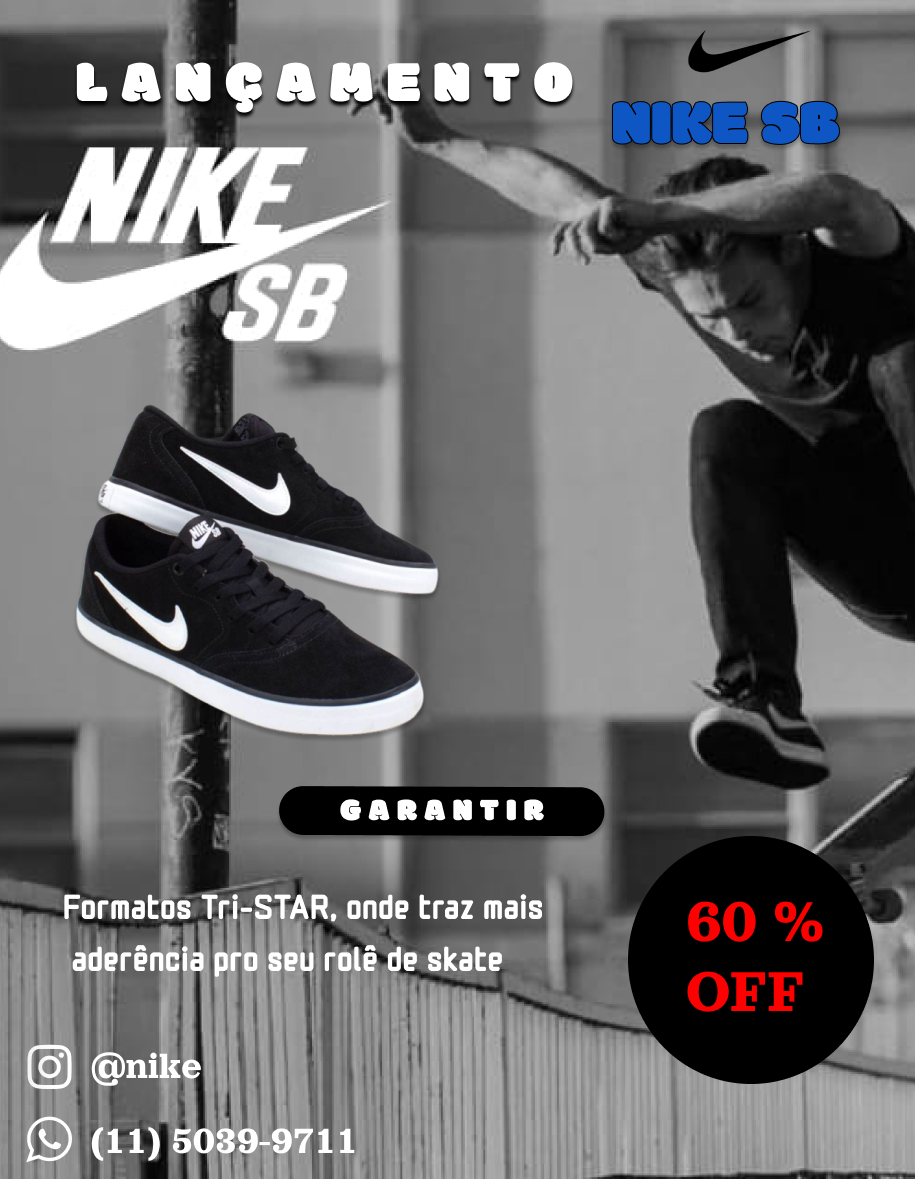 LANÇAMENTO
NIKE SB
NIKE
SB
NIKE
SB
GARANTIR
Formatos Tri-STAR, onde traz mais
aderência pro seu rolê de skate
60 %
OFF
@nike
(11) 5039-9711